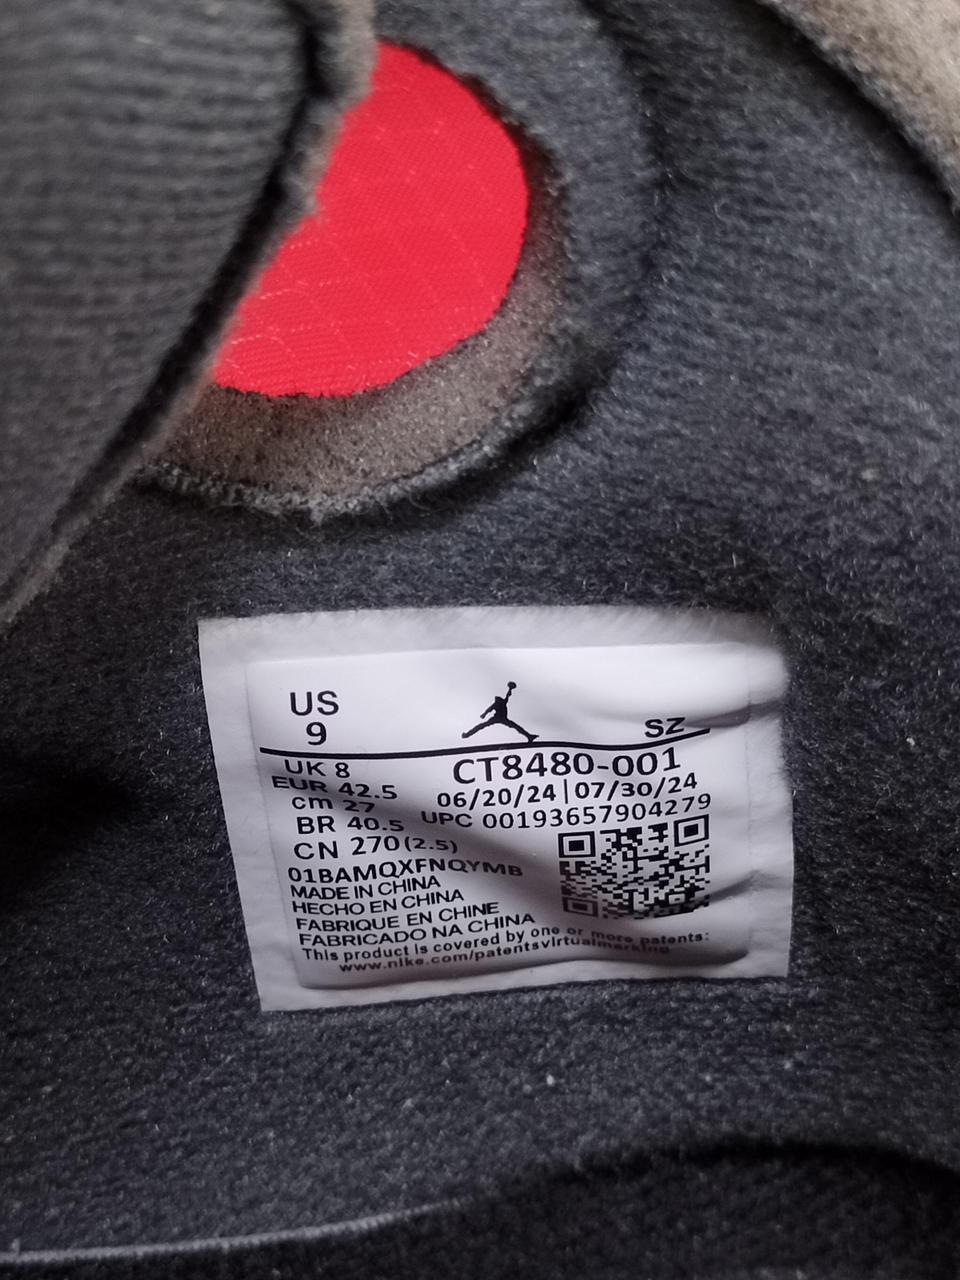 US
9
SZ
UK 8
EUR 42.5
cm 27
BR 40.5
CN 270(2.5)
CT8480-001
06/20/24|07/30/24
UPC 00193657904279
01BAMQXFNQYMB
MADE IN CHINA
HECHO EN CHINA
FABRIQUE EN CHINE
FABRICADO NA CHINA
This product is covered by one or more patents:
www.nike.com/patentsvirtualmarking